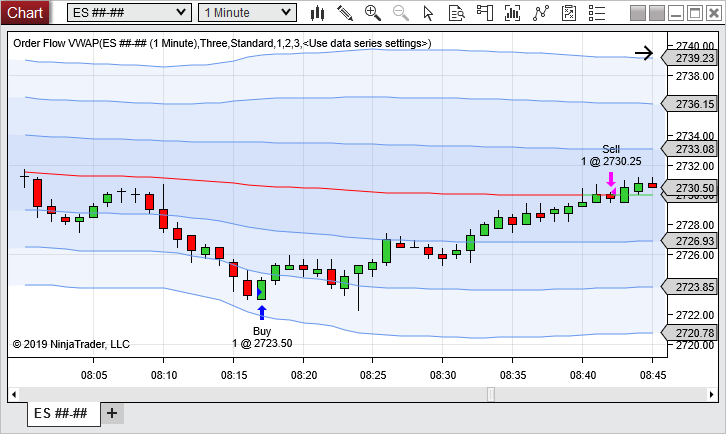 Chart ES ##-## 1 Minute
Order Flow VWAP(ES ##-## (1 Minute),Three,Standard,1,2,3,<Use data series settings>)
2740.00
2739.23
2738.00
2736.15
2734.00
2733.08
Sell
1 @ 2730.25
2732.00
2730.50
2728.00
2726.93
2726.00
2723.85
2722.00
2720.78
Buy
1 @ 2723.50
© 2019 NinjaTrader, LLC
2720.00
08:05 08:10 08:15 08:17 08:25 08:30 08:35 08:40 08:45
ES ##-## +